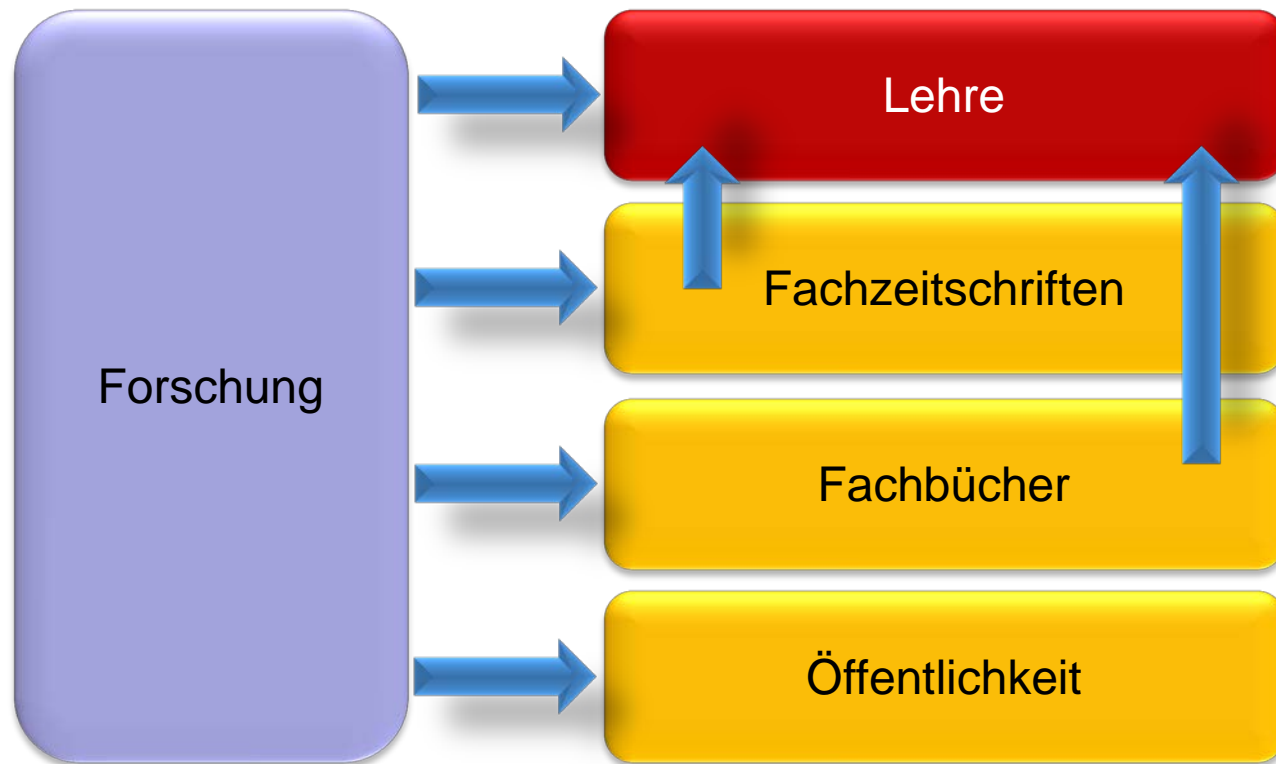 Forschung
Lehre
Fachzeitschriften
Fachbücher
Öffentlichkeit